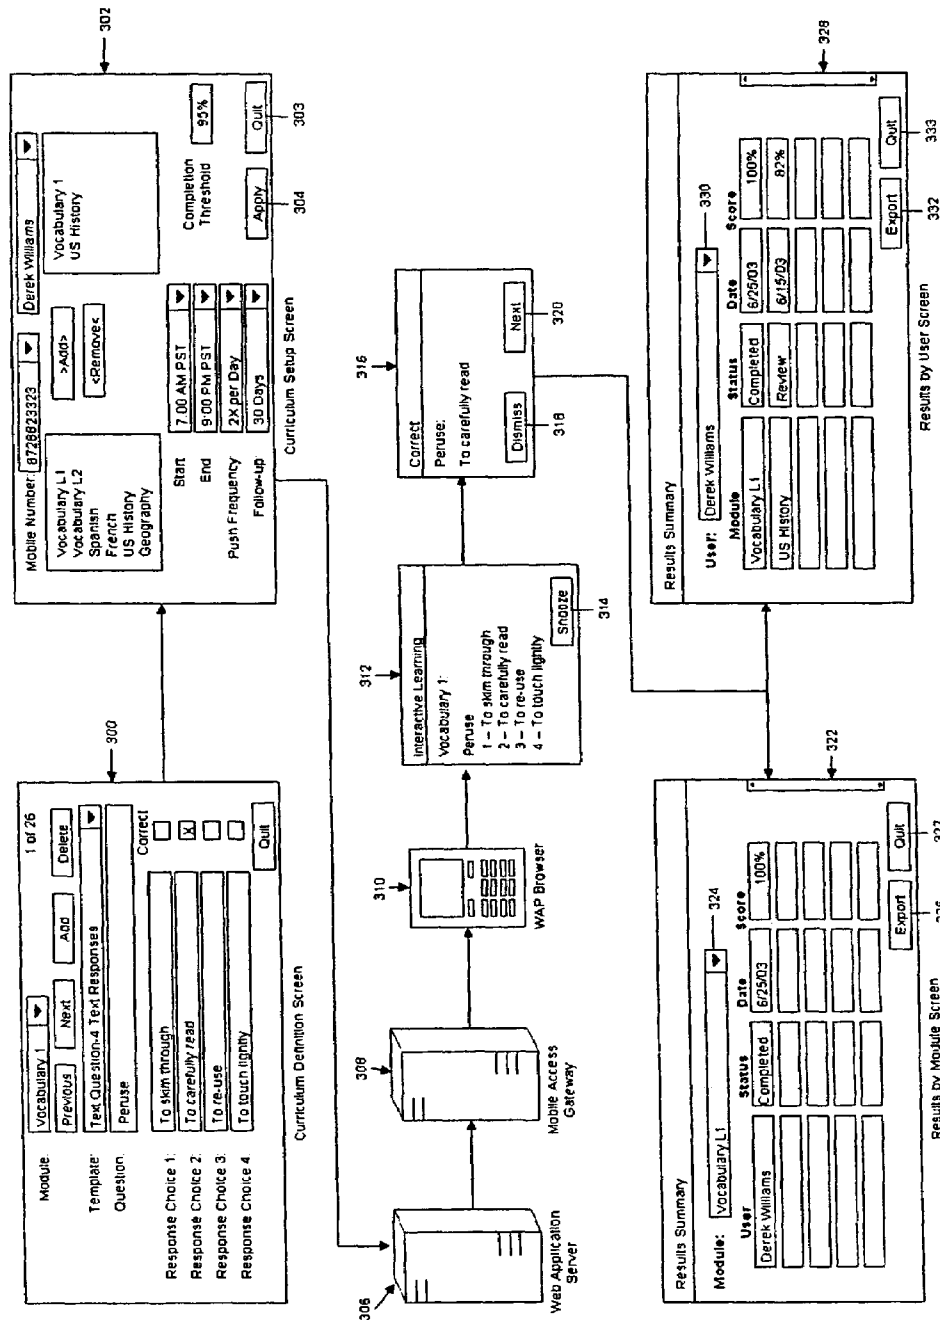 Module: Vocabulary 1 1 of 26
Previous Next Add Delete
Template: Text Question-4 Text Responses
Question: Peruse
Correct
Response Choice 1: To skim through
Response Choice 2: To carefully read X
Response Choice 3: To re-use
Response Choice 4 To touch lightly
Quit
Curriculum Definition Screen
300
Mobile Number: 8728823323 Derek Williams
Vocabulary L1
Vocabulary L2
Spanish
French
US History
Geography
>Add>
<Remove<
Vocabulary 1
US History
Start 7:00 AM PST
End 9:00 PM PST
Push Frequency 2X per Day
Follow-up 30 Days
Completion
Threshold
95%
Apply Quit
304 303
Curriculum Setup Screen
302
306
Web Application
Server
308
Mobile Access
Gateway
310
WAP Browser
312
Interactive Learning
Vocabulary 1:
Peruse
1 – To skim through
2 – To carefully read
3 – To re-use
4 – To touch lightly
Snooze
314
316
Correct
Peruse:
To carefully read
Dismiss Next
318 320
Results Summary
Module: Vocabulary L1 324
User Status Date Score
Derek Williams Completed 6/25/03 100%
322
Export Quit
Results by Module Screen
Results Summary
User: Derek Williams 330
Module Status Date Score
Vocabulary L1 Completed 6/25/03 100%
US History Review 6/15/03 82%
328
Export Quit
332 333
Results by User Screen